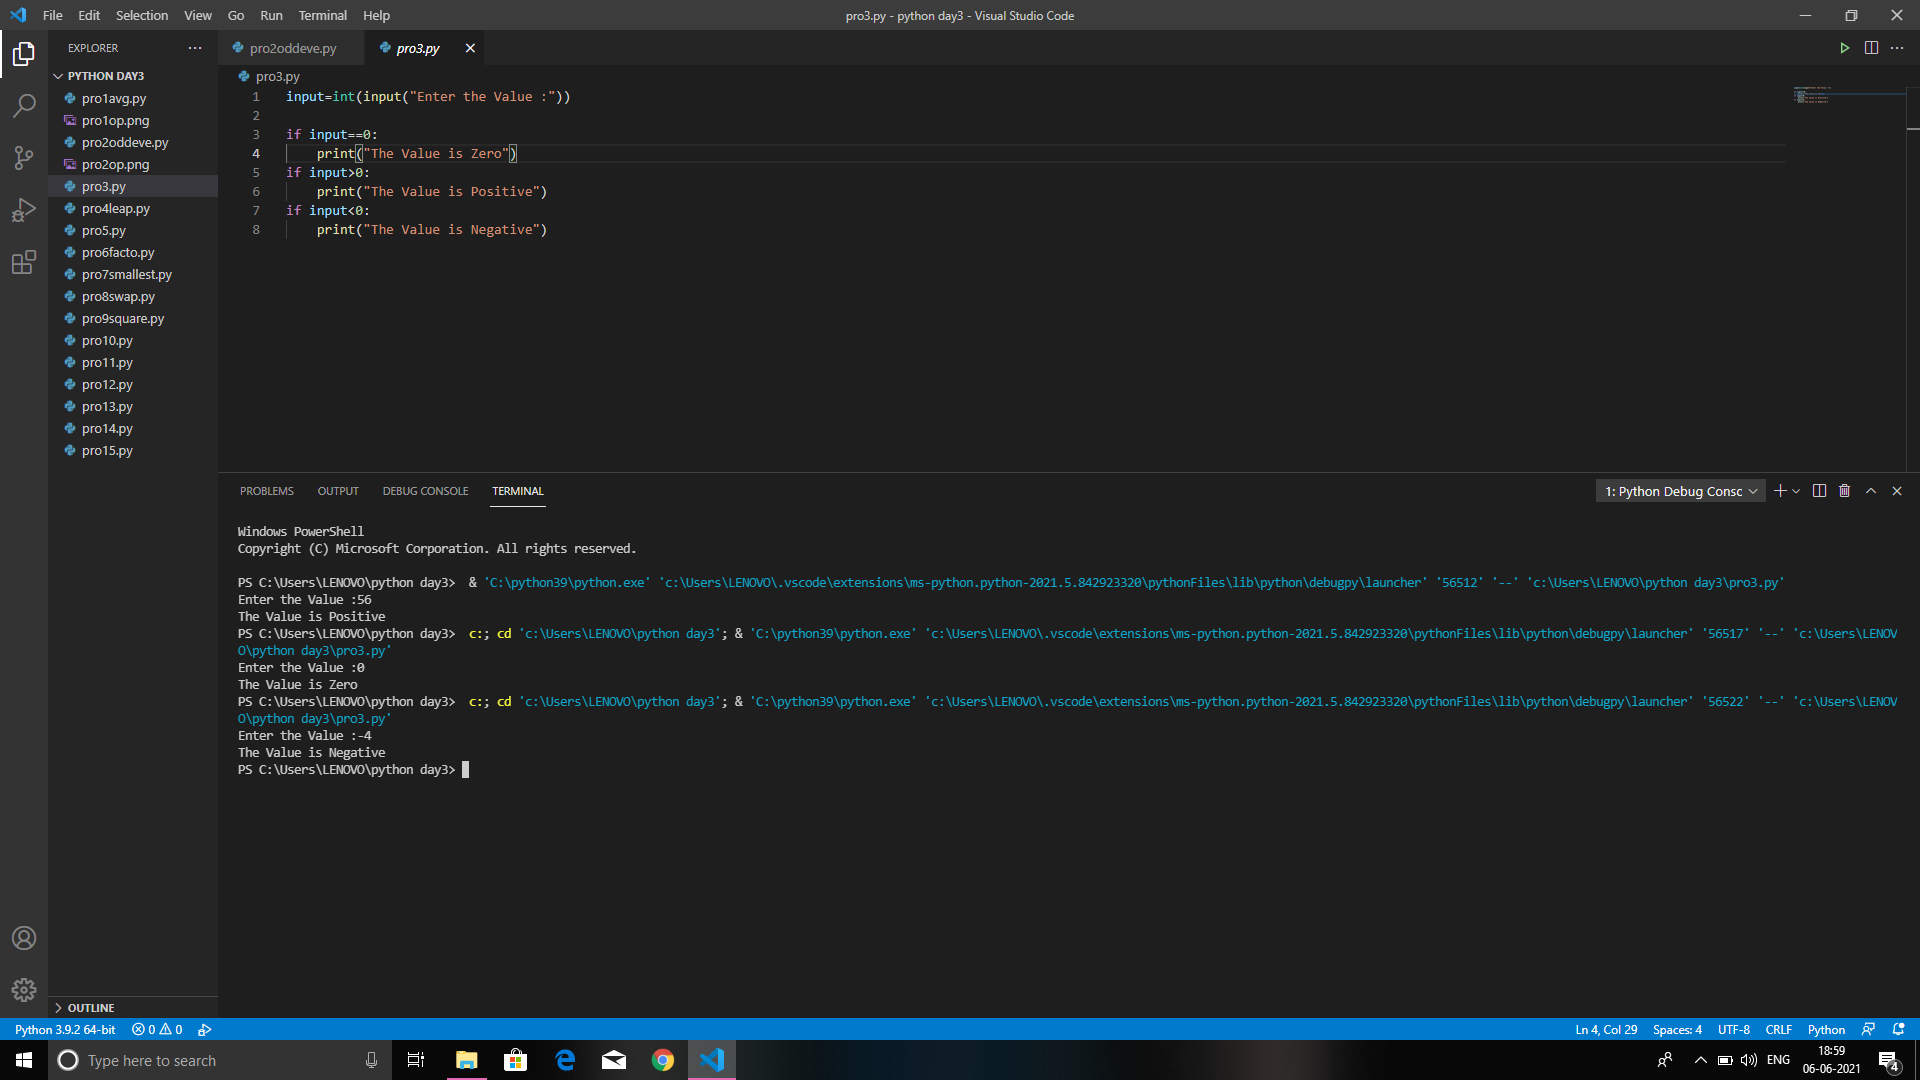 File Edit Selection View Go Run Terminal Help
pro3.py - python day3 - Visual Studio Code
EXPLORER
PYTHON DAY3
pro1avg.py
pro1op.png
pro2oddeve.py
pro2op.png
pro3.py
pro4leap.py
pro5.py
pro6facto.py
pro7smallest.py
pro8swap.py
pro9square.py
pro10.py
pro11.py
pro12.py
pro13.py
pro14.py
pro15.py
OUTLINE
pro2oddeve.py pro3.py
pro3.py
1 input=int(input("Enter the Value :"))
2
3 if input==0:
4 print("The Value is Zero")
5 if input>0:
6 print("The Value is Positive")
7 if input<0:
8 print("The Value is Negative")
PROBLEMS OUTPUT DEBUG CONSOLE TERMINAL
1: Python Debug Consc
Windows PowerShell
Copyright (C) Microsoft Corporation. All rights reserved.
PS C:\Users\LENOVO\python day3>  & 'C:\python39\python.exe' 'c:\Users\LENOVO\.vscode\extensions\ms-python.python-2021.5.842923320\pythonFiles\lib\python\debugpy\launcher' '56512' '--' 'c:\Users\LENOVO\python day3\pro3.py'
Enter the Value :56
The Value is Positive
PS C:\Users\LENOVO\python day3>  c:; cd 'c:\Users\LENOVO\python day3'; & 'C:\python39\python.exe' 'c:\Users\LENOVO\.vscode\extensions\ms-python.python-2021.5.842923320\pythonFiles\lib\python\debugpy\launcher' '56517' '--' 'c:\Users\LENOV
O\python day3\pro3.py'
Enter the Value :0
The Value is Zero
PS C:\Users\LENOVO\python day3>  c:; cd 'c:\Users\LENOVO\python day3'; & 'C:\python39\python.exe' 'c:\Users\LENOVO\.vscode\extensions\ms-python.python-2021.5.842923320\pythonFiles\lib\python\debugpy\launcher' '56522' '--' 'c:\Users\LENOV
O\python day3\pro3.py'
Enter the Value :-4
The Value is Negative
PS C:\Users\LENOVO\python day3>
Python 3.9.2 64-bit 0 0
Ln 4, Col 29 Spaces: 4 UTF-8 CRLF Python
Type here to search
ENG
18:59
06-06-2021
4